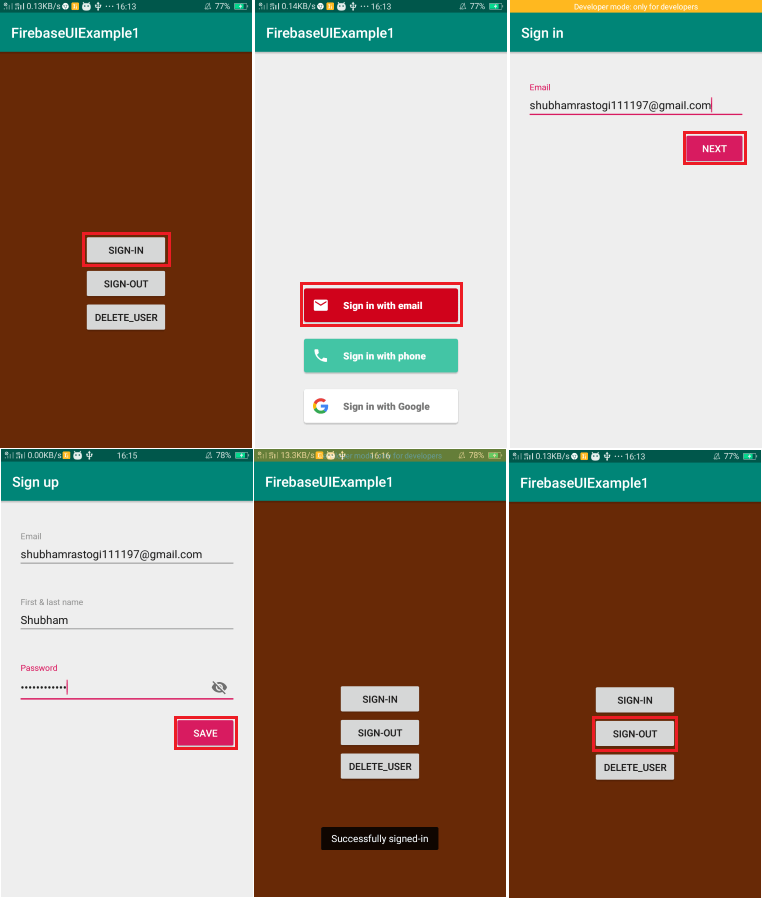 0.13KB/s ··· 16:13 77%
FirebaseUIExample1
SIGN-IN
SIGN-OUT
DELETE_USER
0.14KB/s ··· 16:13 77%
FirebaseUIExample1
Sign in with email
Sign in with phone
Sign in with Google
Developer mode: only for developers
Sign in
Email
shubhamrastogi111197@gmail.com
NEXT
0.00KB/s 16:15 78%
Sign up
Email
shubhamrastogi111197@gmail.com
First & last name
Shubham
Password
••••••••••••
SAVE
13.3KB/s 16:16 for developers 78%
FirebaseUIExample1
SIGN-IN
SIGN-OUT
DELETE_USER
Successfully signed-in
0.13KB/s ··· 16:13 77%
FirebaseUIExample1
SIGN-IN
SIGN-OUT
DELETE_USER